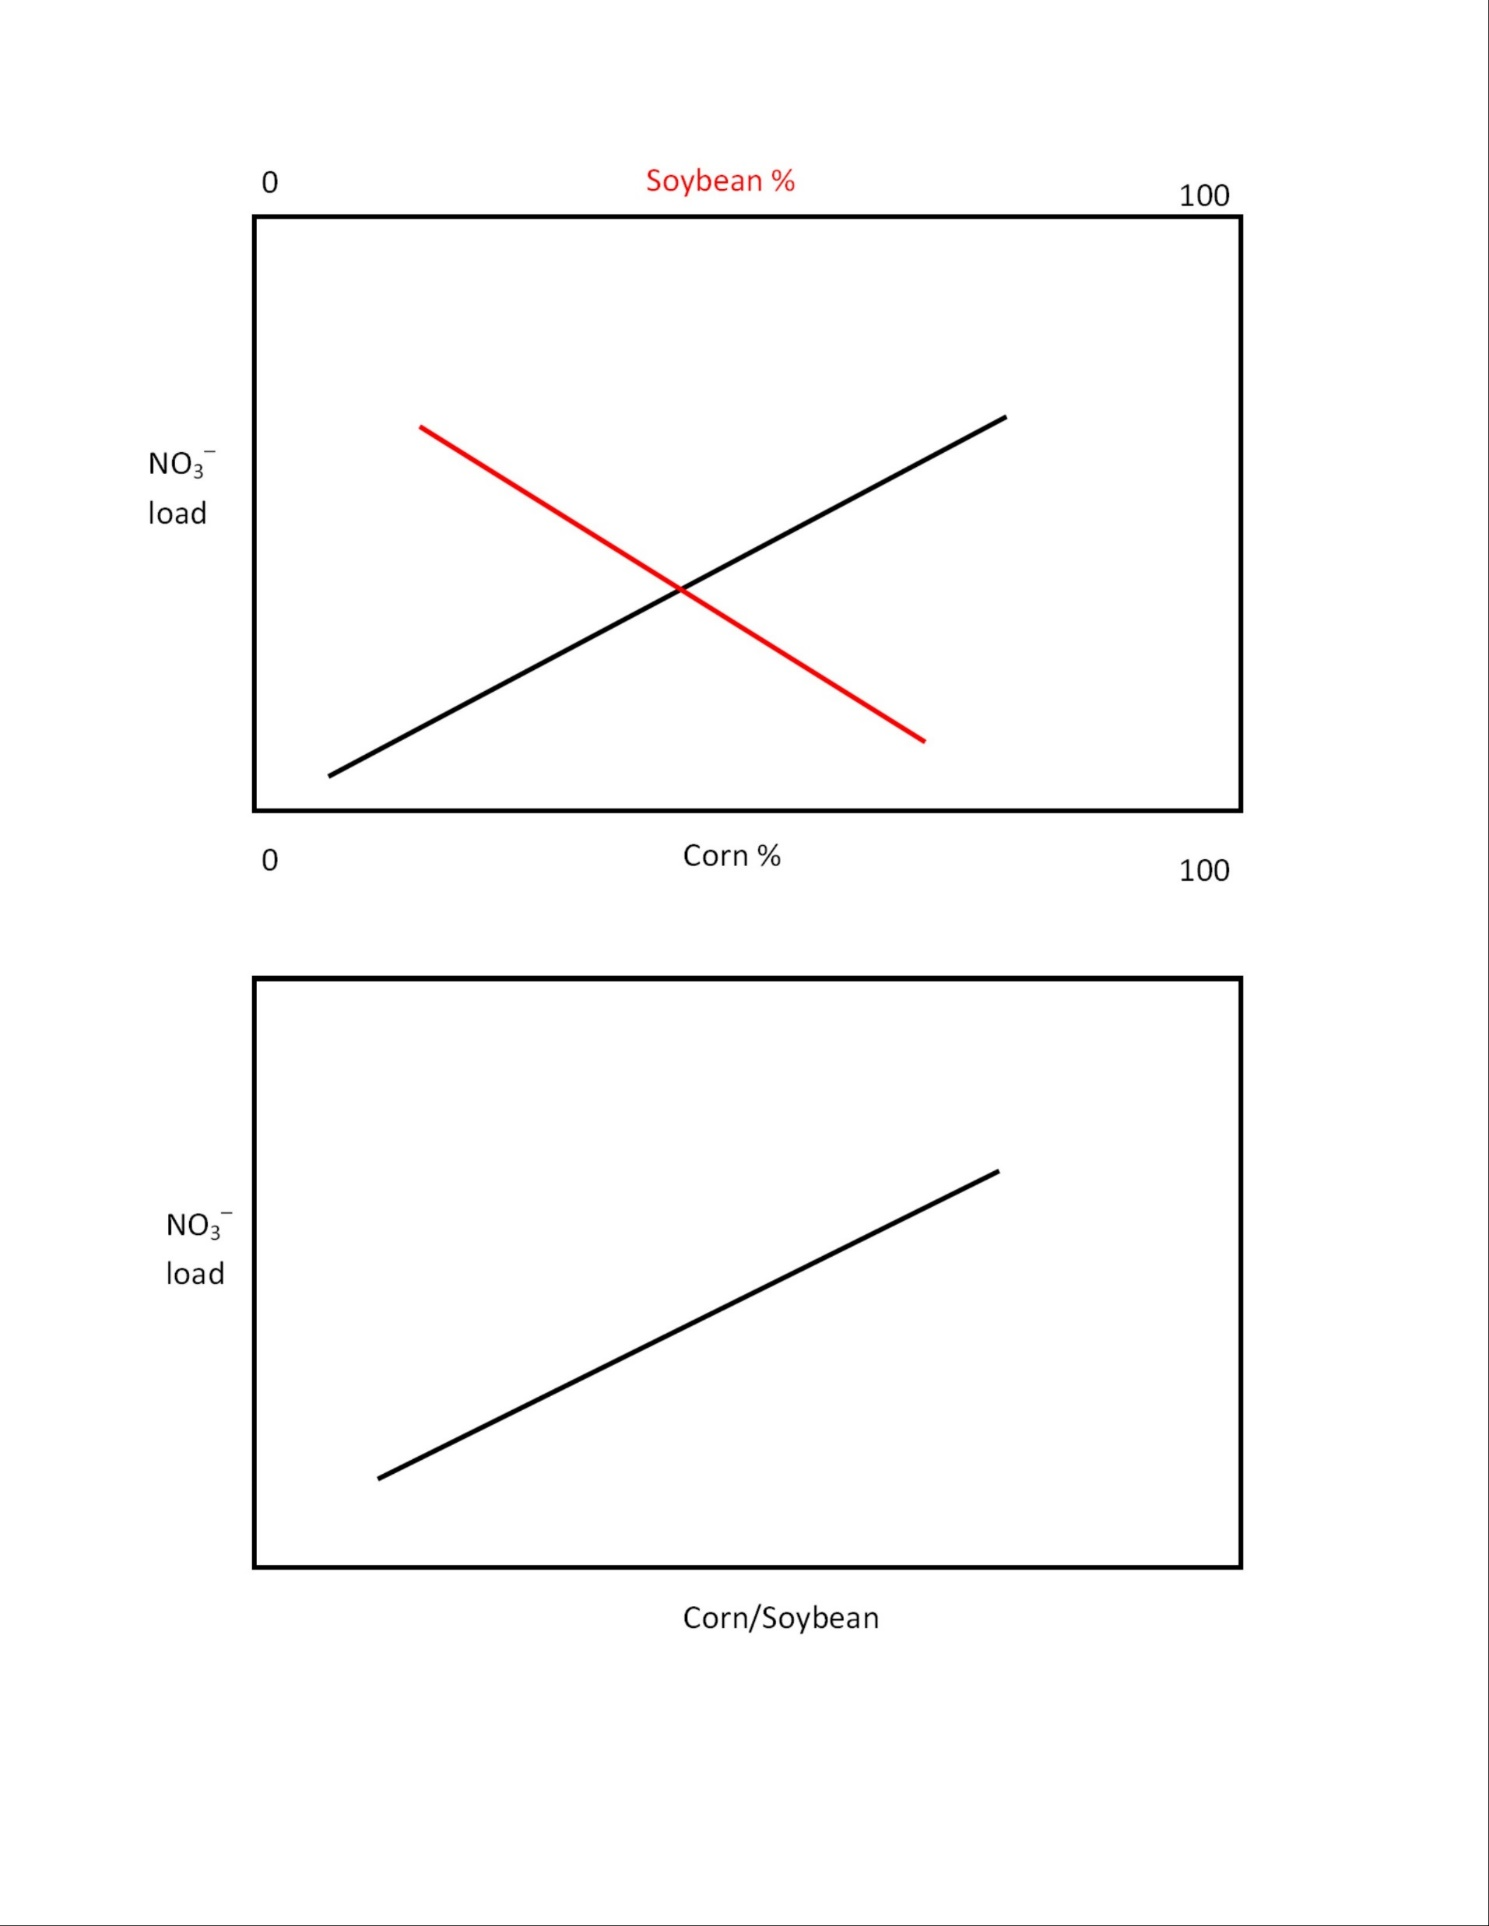 0 Soybean % 100
NO₃⁻
load
0 Corn % 100
NO₃⁻
load
Corn/Soybean